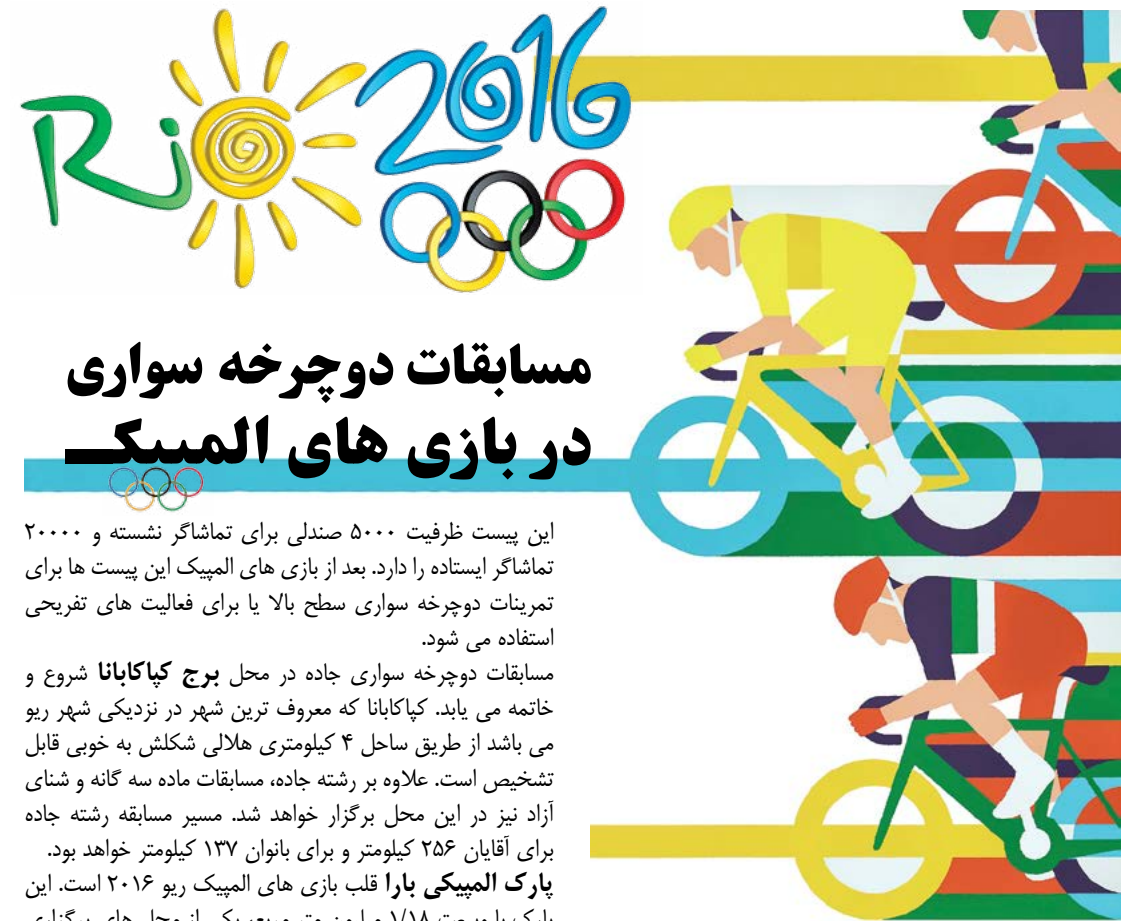 Rio 2016
مسابقات دوچرخه سواری
در بازی های المپیک
این پیست ظرفیت ۵۰۰۰ صندلی برای تماشاگر نشسته و ۲۰۰۰۰
تماشاگر ایستاده را دارد. بعد از بازی های المپیک این پیست ها برای
تمرینات دوچرخه سواری سطح بالا یا برای فعالیت های تفریحی
استفاده می شود.
مسابقات دوچرخه سواری جاده در محل برج کپاکابانا شروع و
خاتمه می یابد. کپاکابانا که معروف ترین شهر در نزدیکی شهر ریو
می باشد از طریق ساحل ۴ کیلومتری هلالی شکلش به خوبی قابل
تشخیص است. علاوه بر رشته جاده، مسابقات ماده سه گانه و شنای
آزاد نیز در این محل برگزار خواهد شد. مسیر مسابقه رشته جاده
برای آقایان ۲۵۶ کیلومتر و برای بانوان ۱۳۷ کیلومتر خواهد بود.
پارک المپیکی بارا قلب بازی های المپیک ریو ۲۰۱۶ است. این